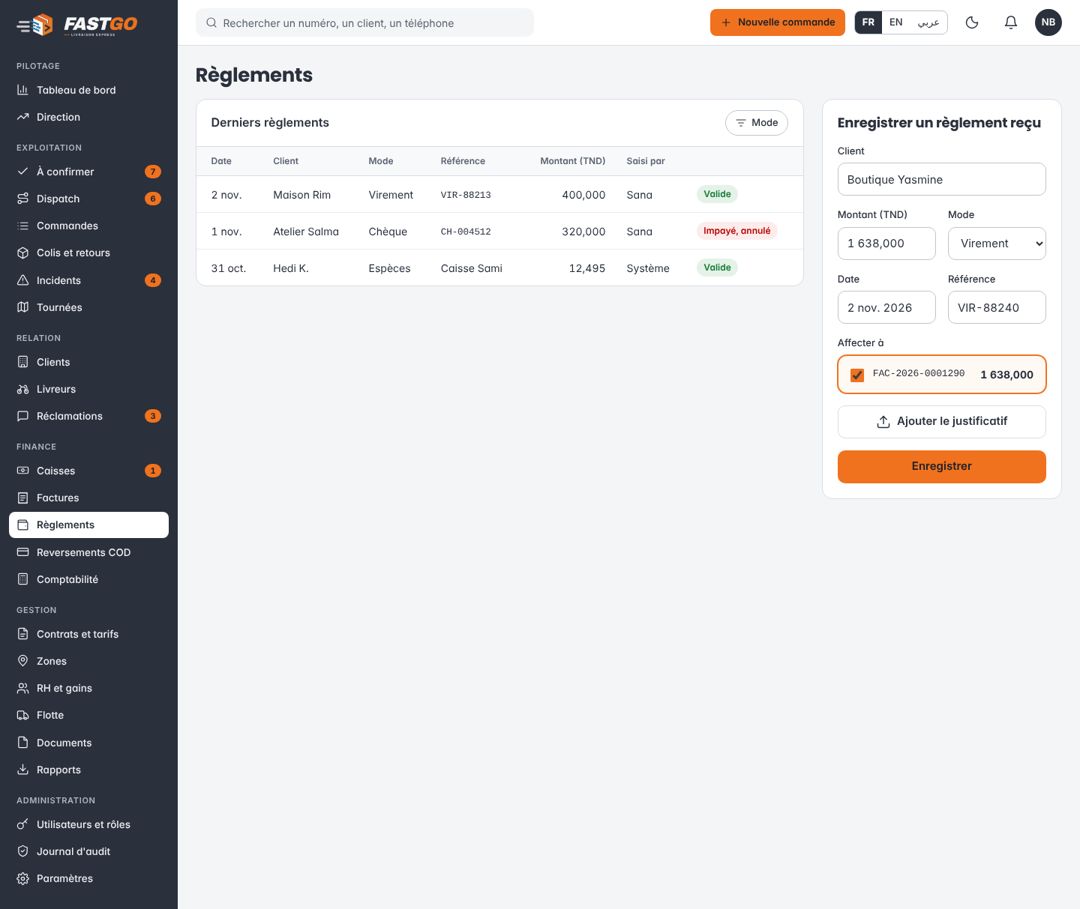 FASTGO
LIVRAISON EXPRESS
PILOTAGE
Tableau de bord
Direction
EXPLOITATION
À confirmer 7
Dispatch 6
Commandes
Colis et retours
Incidents 4
Tournées
RELATION
Clients
Livreurs
Réclamations 3
FINANCE
Caisses 1
Factures
Règlements
Reversements COD
Comptabilité
GESTION
Contrats et tarifs
Zones
RH et gains
Flotte
Documents
Rapports
ADMINISTRATION
Utilisateurs et rôles
Journal d'audit
Paramètres
Rechercher un numéro, un client, un téléphone
Nouvelle commande
FR EN عربي
NB
Règlements
Derniers règlements
Mode
Date Client Mode Référence Montant (TND) Saisi par
2 nov. Maison Rim Virement VIR-88213 400,000 Sana Valide
1 nov. Atelier Salma Chèque CH-004512 320,000 Sana Impayé, annulé
31 oct. Hedi K. Espèces Caisse Sami 12,495 Système Valide
Enregistrer un règlement reçu
Client
Boutique Yasmine
Montant (TND) Mode
1 638,000 Virement
Date Référence
2 nov. 2026 VIR-88240
Affecter à
FAC-2026-0001290 1 638,000
Ajouter le justificatif
Enregistrer